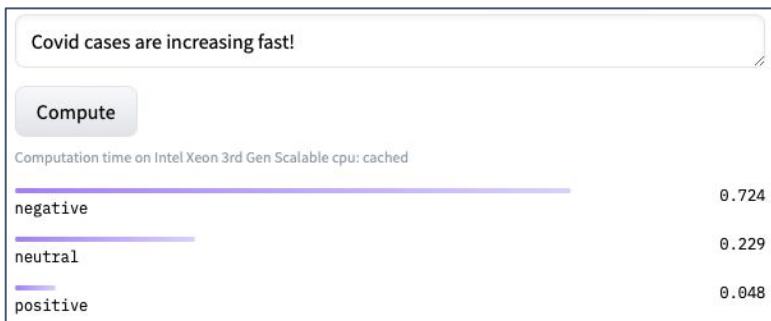 Covid cases are increasing fast!
Compute
Computation time on Intel Xeon 3rd Gen Scalable cpu: cached
negative 0.724
neutral 0.229
positive 0.048